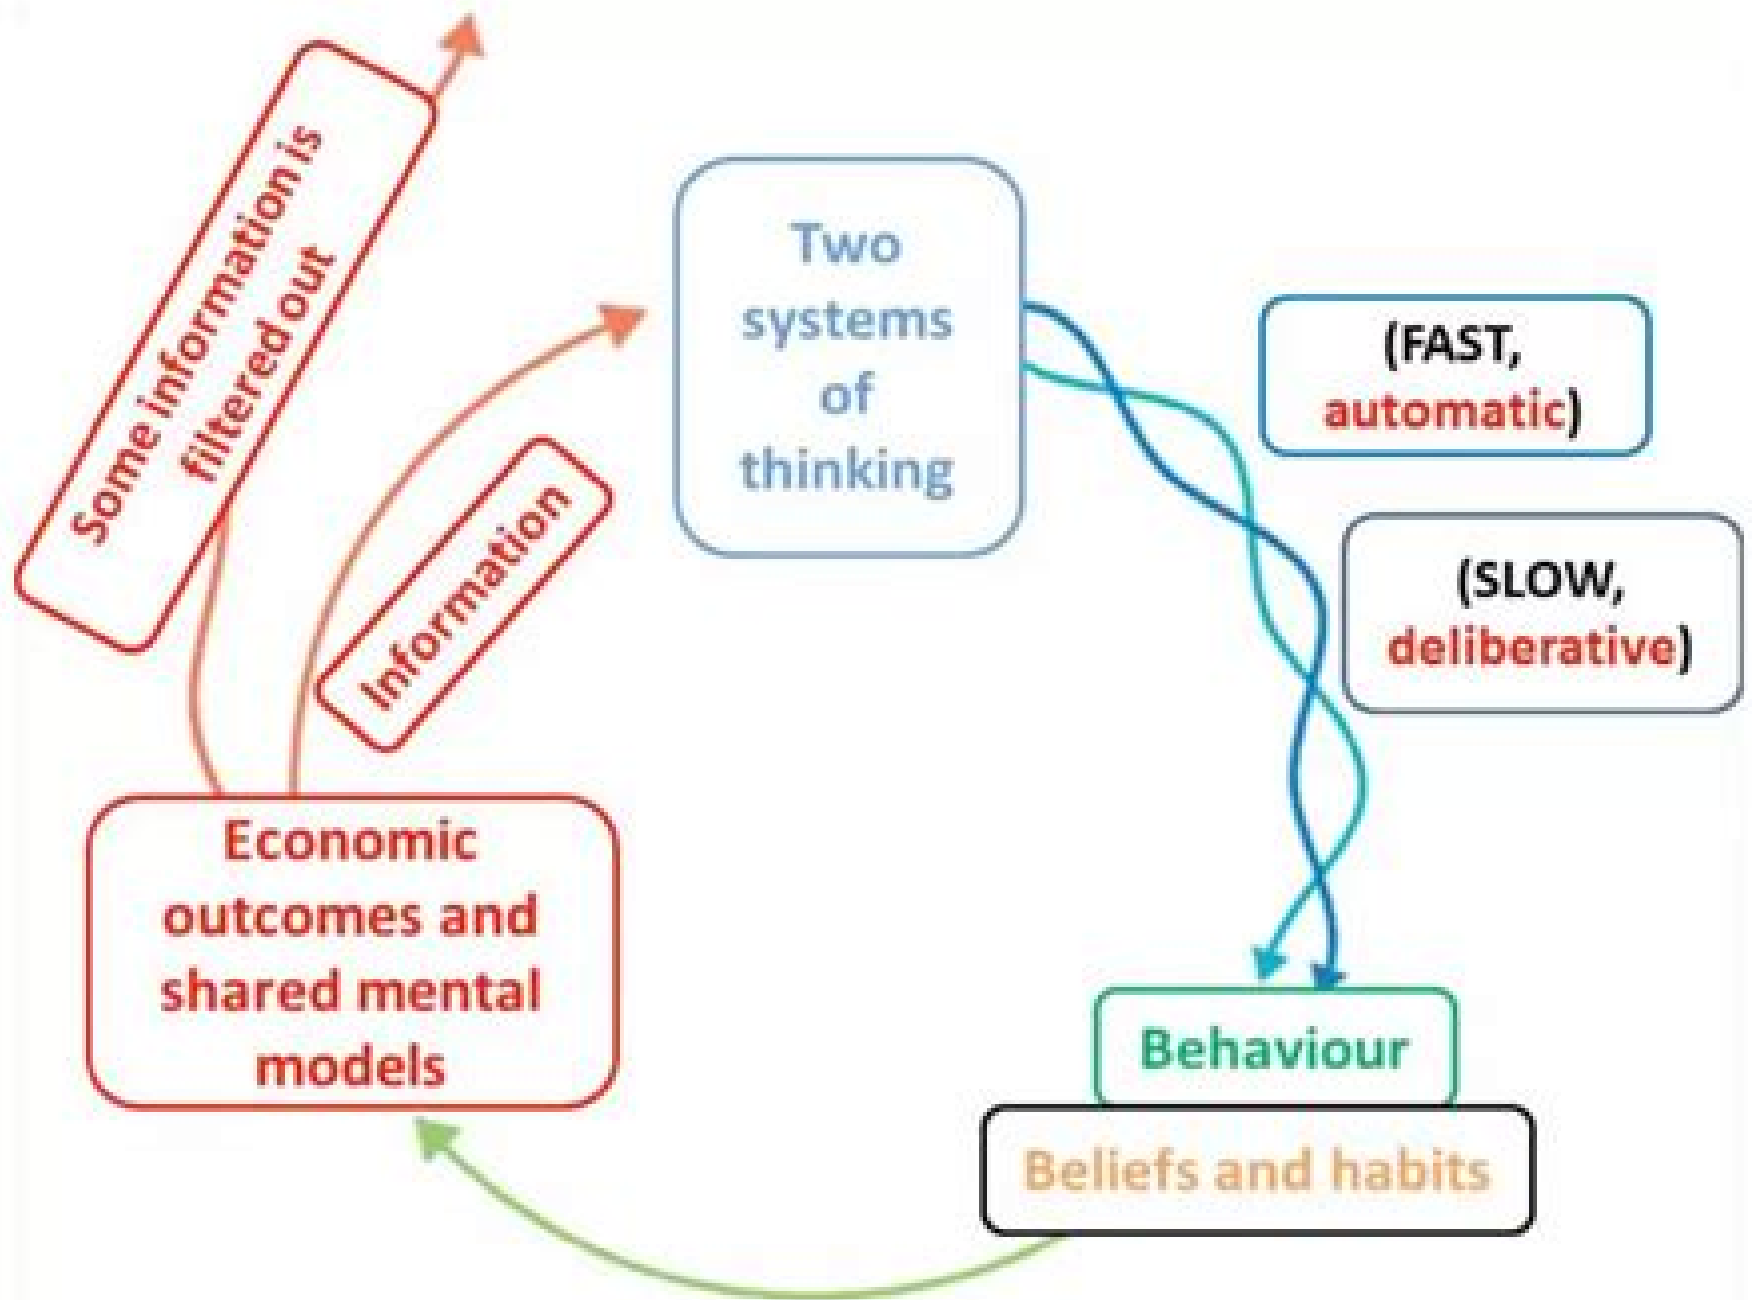 Some information is
filtered out
Information
Two
systems
of
thinking
(FAST,
automatic)
(SLOW,
deliberative)
Economic
outcomes and
shared mental
models
Behaviour
Beliefs and habits